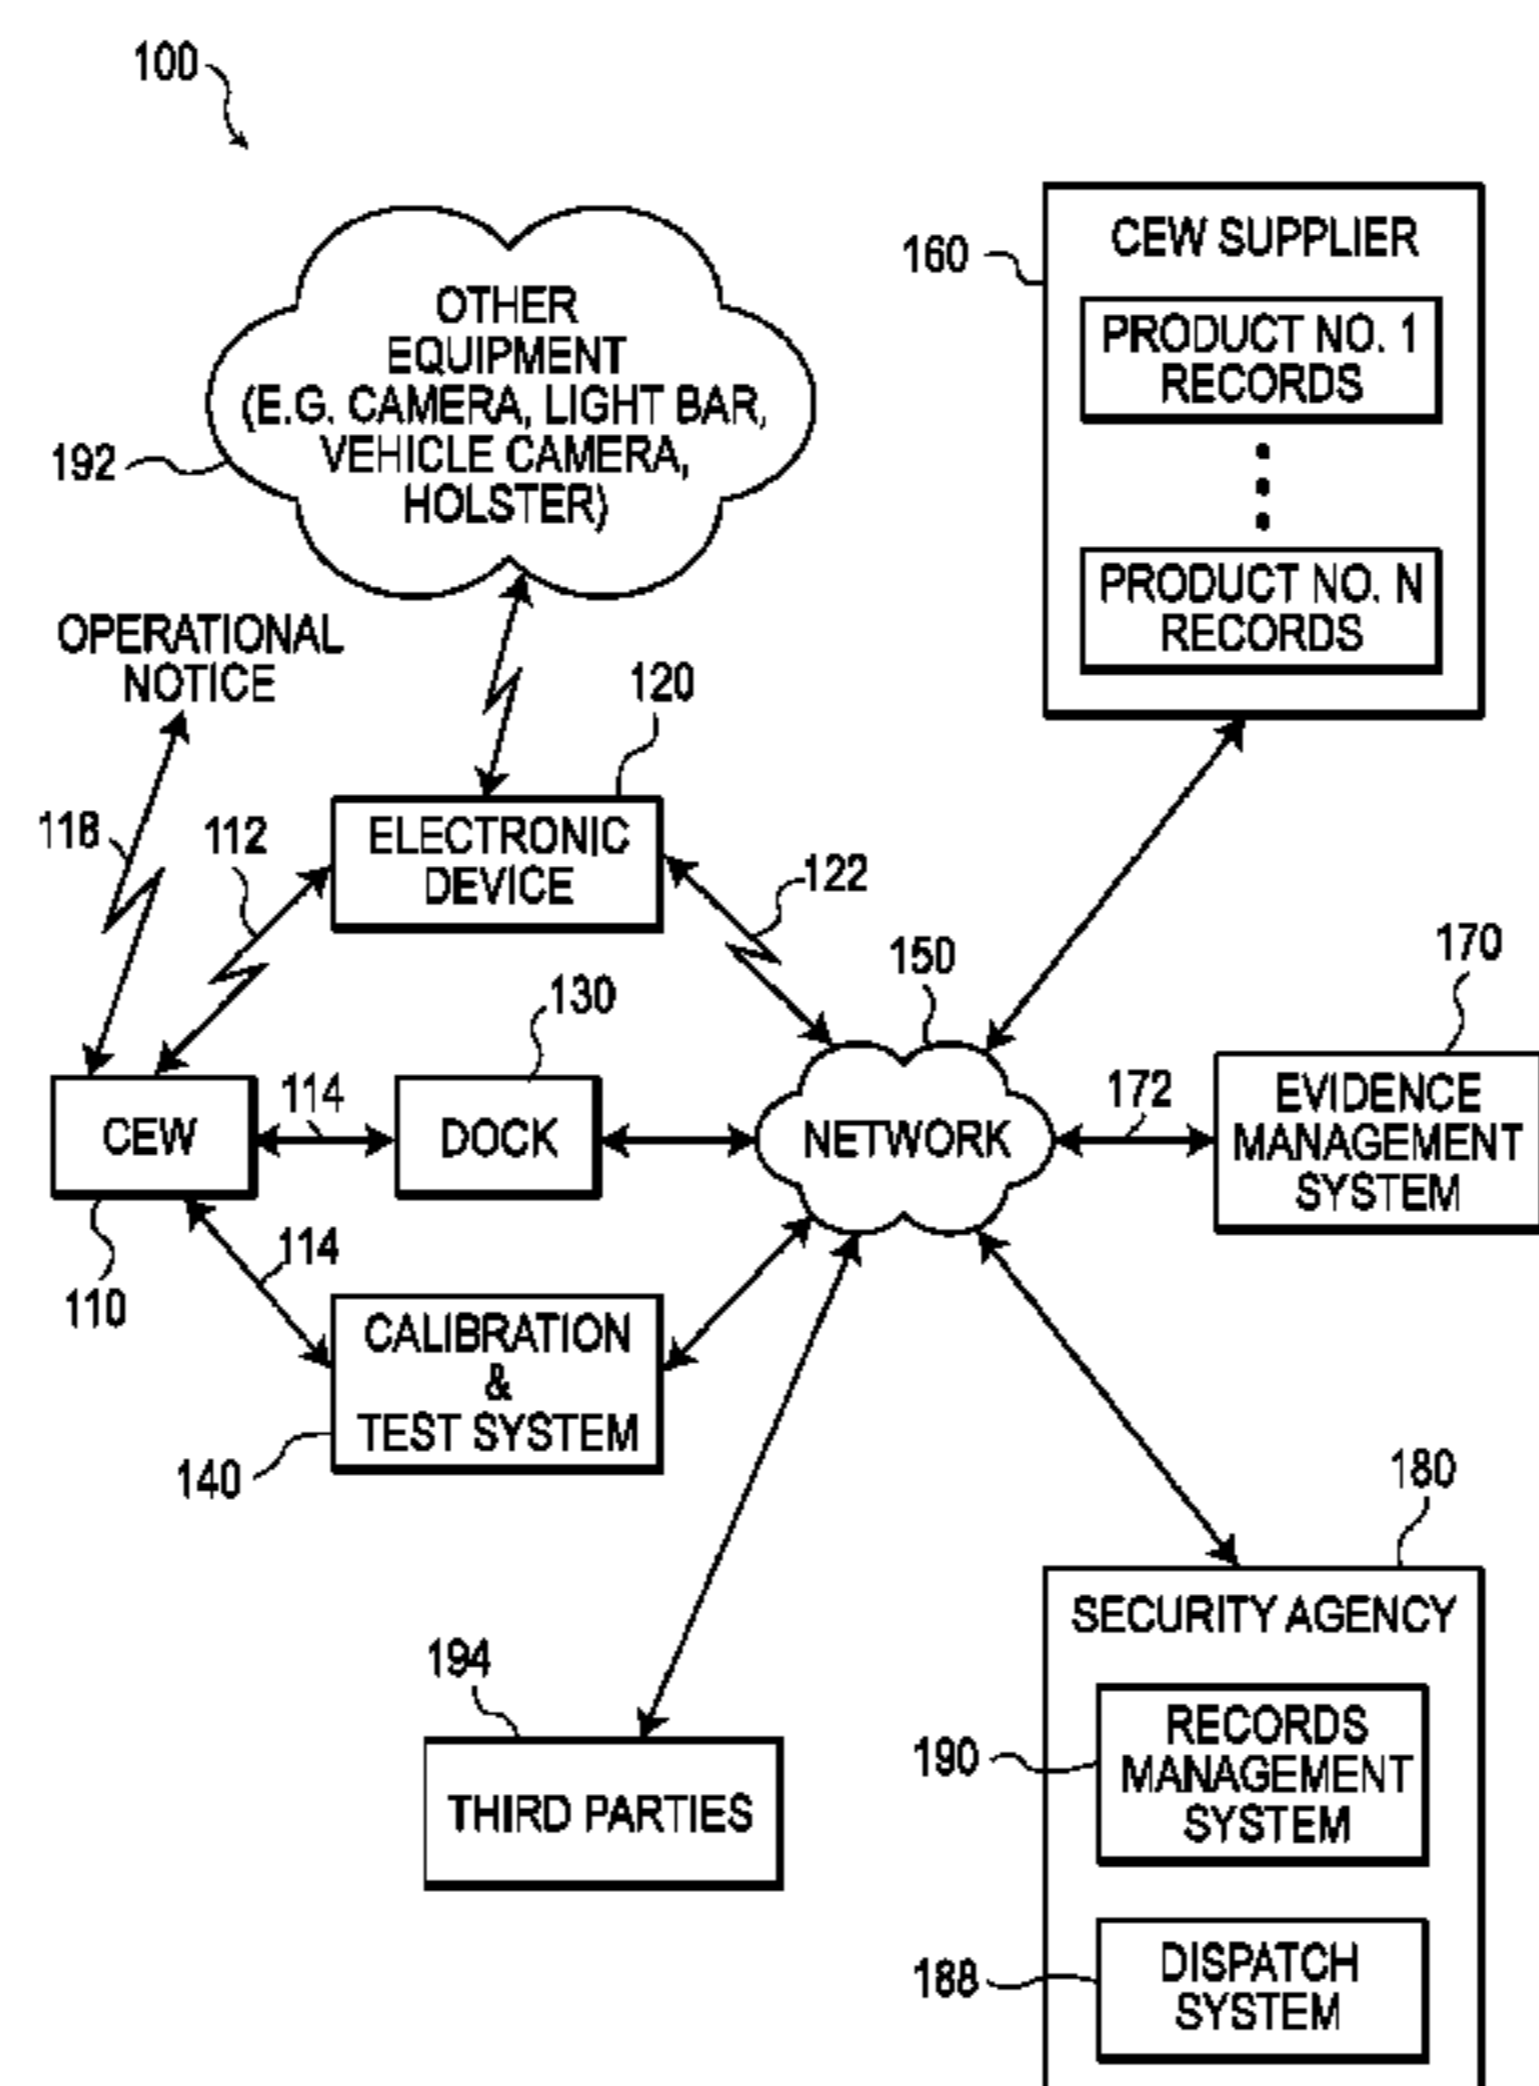 100
CEW SUPPLIER
160
PRODUCT NO. 1
RECORDS
PRODUCT NO. N
RECORDS
OTHER
EQUIPMENT
(E.G. CAMERA, LIGHT BAR,
VEHICLE CAMERA,
HOLSTER)
192
OPERATIONAL
NOTICE
120
118
112
ELECTRONIC
DEVICE
122
150
170
130
114
CEW
DOCK
NETWORK
172
EVIDENCE
MANAGEMENT
SYSTEM
110
114
CALIBRATION
&
TEST SYSTEM
140
180
SECURITY AGENCY
194
THIRD PARTIES
190
RECORDS
MANAGEMENT
SYSTEM
188
DISPATCH
SYSTEM